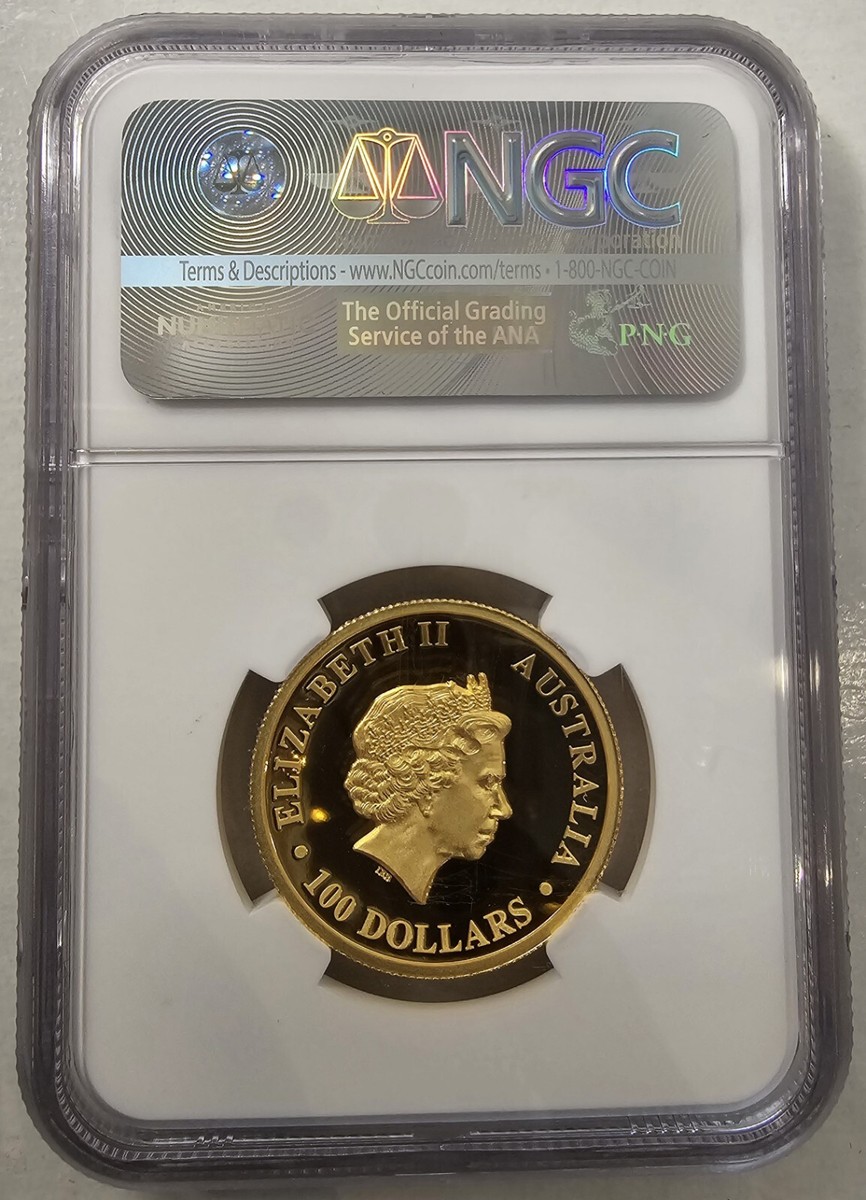 NGC
Terms & Descriptions - www.NGCcoin.com/terms • 1-800-NGC-COIN
The Official Grading
Service of the ANA
P·N·G
ELIZABETH II
AUSTRALIA
100 DOLLARS